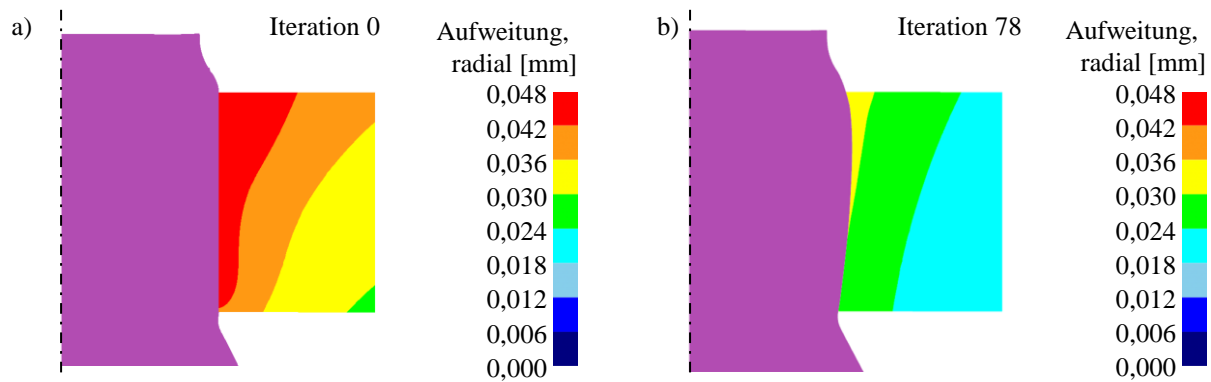 a)
Iteration 0
Aufweitung,
radial [mm]
0,048
0,042
0,036
0,030
0,024
0,018
0,012
0,006
0,000
b)
Iteration 78
Aufweitung,
radial [mm]
0,048
0,042
0,036
0,030
0,024
0,018
0,012
0,006
0,000